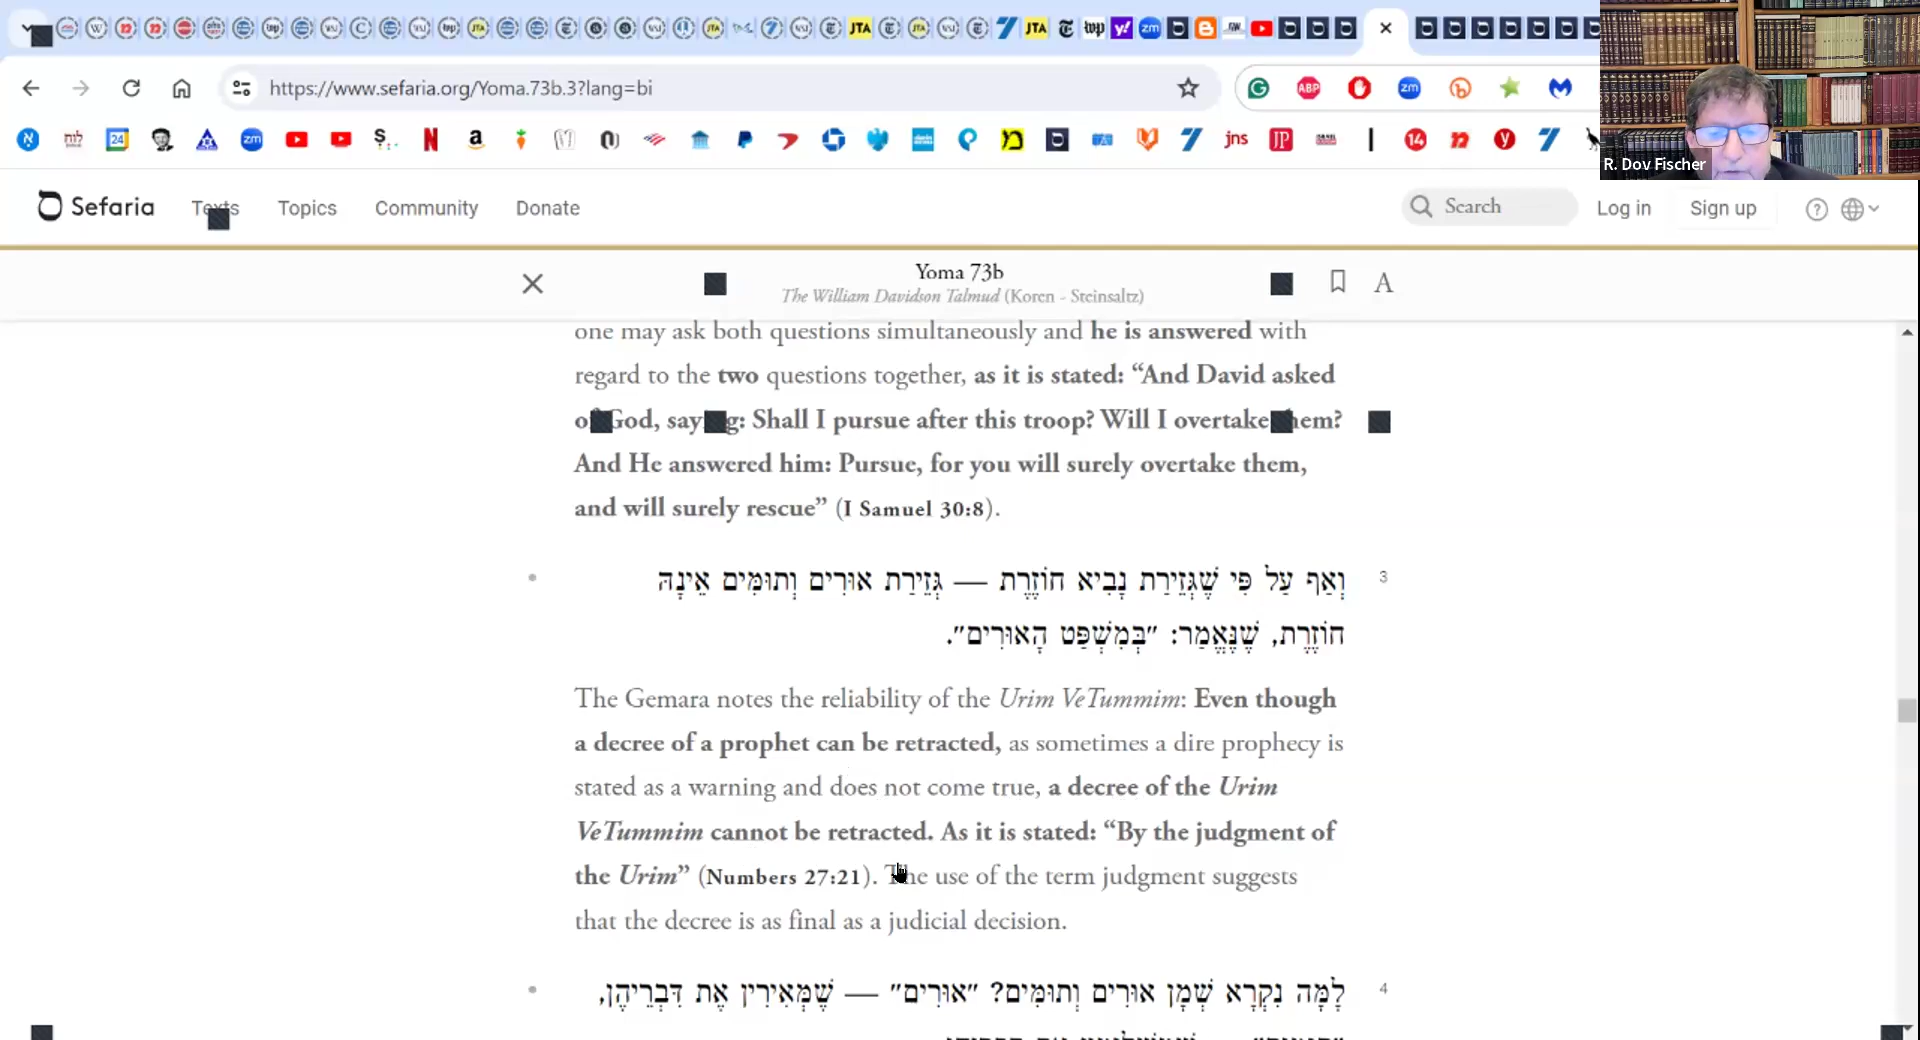 https://www.sefaria.org/Yoma.73b.3?lang=bi
R. Dov Fischer
Sefaria
Texts Topics Community Donate
Search Log in Sign up
Yoma 73b
The William Davidson Talmud (Koren - Steinsaltz)
A
one may ask both questions simultaneously and he is answered with
regard to the two questions together, as it is stated: “And David asked
God, Shall I pursue after this troop? Will I overtake
And He answered him: Pursue, for you will surely overtake them,
and will surely rescue” (I Samuel 30:8).
3
וְאַף עַל פִּי שֶׁגְּזֵירַת נָבִיא חוֹזֶרֶת — גְּזֵירַת אוּרִים וְתוּמִּים אֵינָהּ
חוֹזֶרֶת, שֶׁנֶּאֱמַר: ״בְּמִשְׁפַּט הָאוּרִים״.
The Gemara notes the reliability of the Urim VeTummim: Even though
a decree of a prophet can be retracted, as sometimes a dire prophecy is
stated as a warning and does not come true, a decree of the Urim
VeTummim cannot be retracted. As it is stated: “By the judgment of
the Urim” (Numbers 27:21). The use of the term judgment suggests
that the decree is as final as a judicial decision.
4
לָמָּה נִקְרָא שְׁמָן אוּרִים וְתוּמִּים? ״אוּרִים״ — שֶׁמְּאִירִין אֶת דִּבְרֵיהֶן,